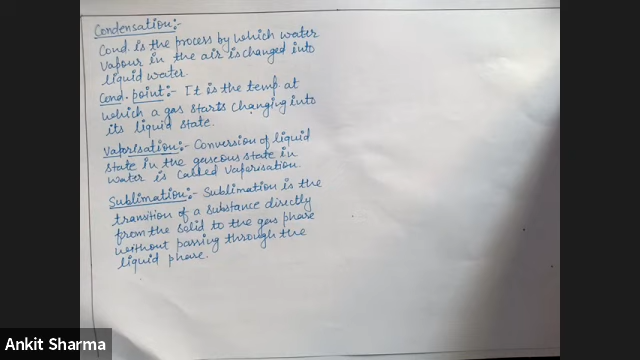 Condensation:-
Cond. is the process by which water
vapour in the air is changed into
liquid water.
Cond. point:- It is the temp at
which a gas starts changing into
its liquid state.
Vaporisation:- Conversion of liquid
state in the gaseous state in
water is called vaporisation.
Sublimation:- Sublimation is the
transition of a substance directly
from the solid to the gas phase
without passing through the
liquid phase.
Ankit Sharma